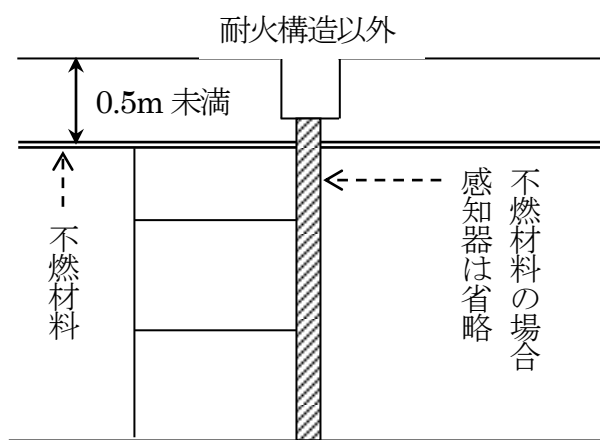 耐火構造以外
0.5m 未満
不燃材料
不燃材料の場合
感知器は省略